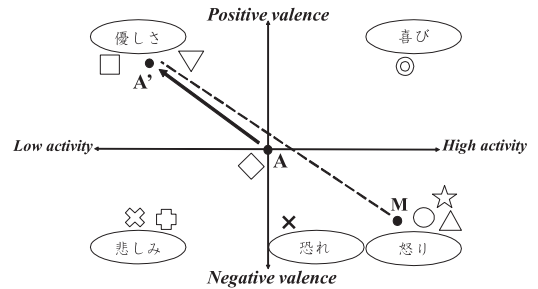 Positive valence
優しさ
喜び
A’
Low activity
High activity
A
M
悲しみ
恐れ
怒り
Negative valence